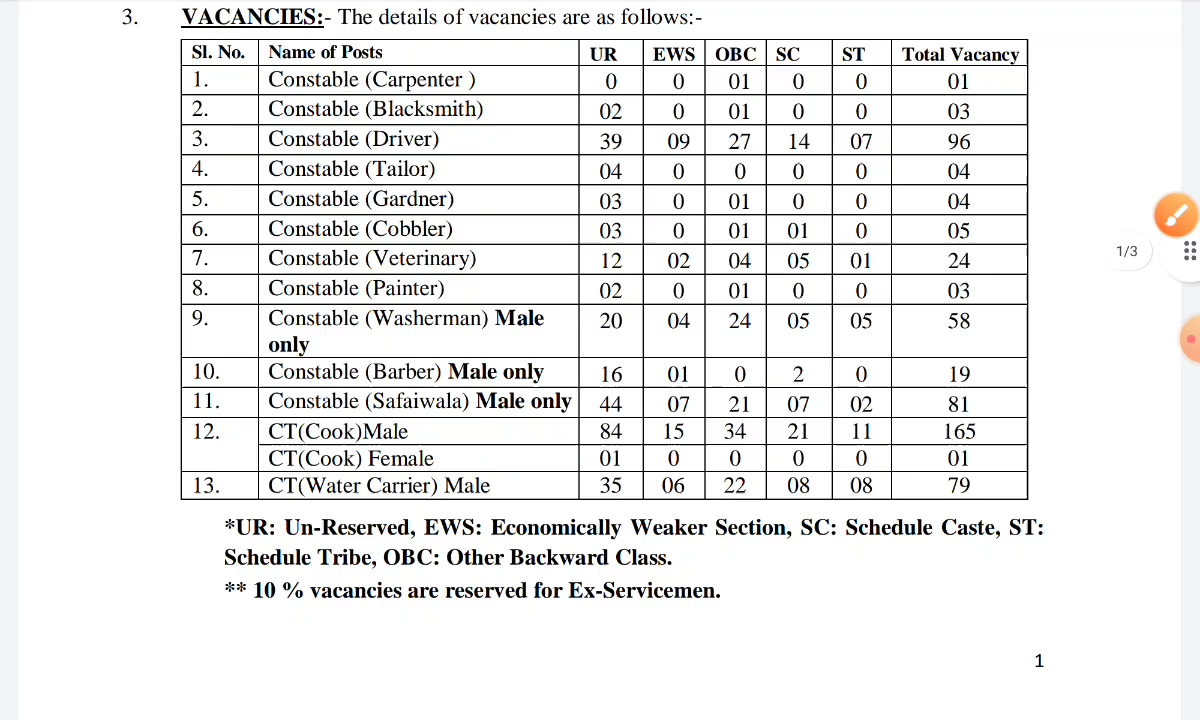 3. VACANCIES:- The details of vacancies are as follows:-
Sl. No. Name of Posts UR EWS OBC SC ST Total Vacancy
1. Constable (Carpenter ) 0 0 01 0 0 01
2. Constable (Blacksmith) 02 0 01 0 0 03
3. Constable (Driver) 39 09 27 14 07 96
4. Constable (Tailor) 04 0 0 0 0 04
5. Constable (Gardner) 03 0 01 0 0 04
6. Constable (Cobbler) 03 0 01 01 0 05
7. Constable (Veterinary) 12 02 04 05 01 24
8. Constable (Painter) 02 0 01 0 0 03
9. Constable (Washerman) Male 20 04 24 05 05 58
only
10. Constable (Barber) Male only 16 01 0 2 0 19
11. Constable (Safaiwala) Male only 44 07 21 07 02 81
12. CT(Cook)Male 84 15 34 21 11 165
CT(Cook) Female 01 0 0 0 0 01
13. CT(Water Carrier) Male 35 06 22 08 08 79
*UR: Un-Reserved, EWS: Economically Weaker Section, SC: Schedule Caste, ST:
Schedule Tribe, OBC: Other Backward Class.
** 10 % vacancies are reserved for Ex-Servicemen.
1/3
1